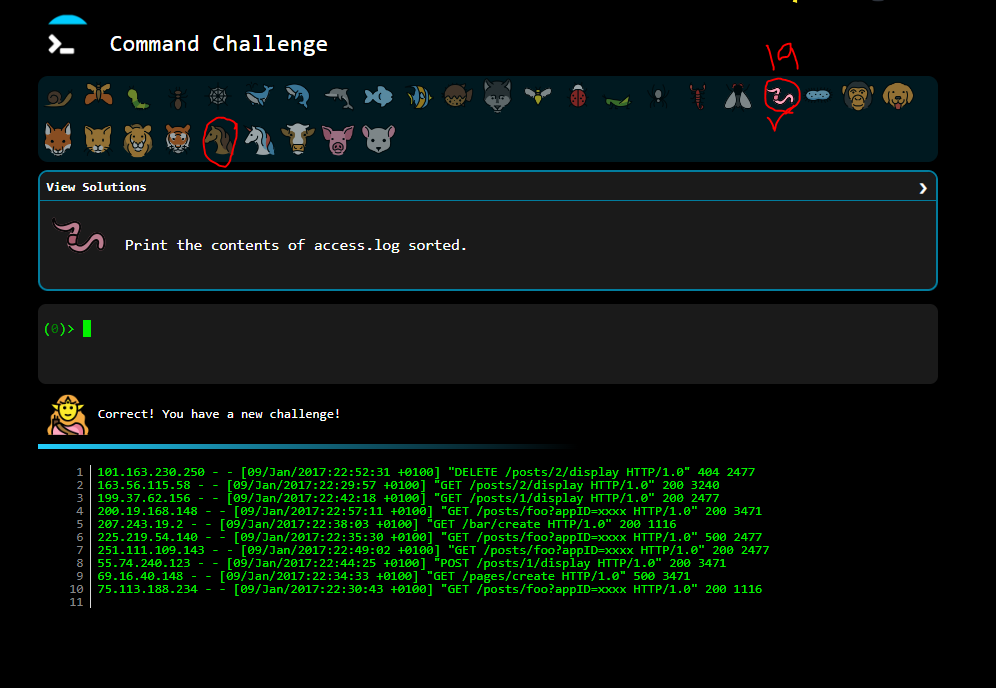 Command Challenge
19
View Solutions
Print the contents of access.log sorted.
(0)>
Correct! You have a new challenge!
1 101.163.230.250 - - [09/Jan/2017:22:52:31 +0100] "DELETE /posts/2/display HTTP/1.0" 404 2477
2 163.56.115.58 - - [09/Jan/2017:22:29:57 +0100] "GET /posts/2/display HTTP/1.0" 200 3240
3 199.37.62.156 - - [09/Jan/2017:22:42:18 +0100] "GET /posts/1/display HTTP/1.0" 200 2477
4 200.19.168.148 - - [09/Jan/2017:22:57:11 +0100] "GET /posts/foo?appID=xxxx HTTP/1.0" 200 3471
5 207.243.19.2 - - [09/Jan/2017:22:38:03 +0100] "GET /bar/create HTTP/1.0" 200 1116
6 225.219.54.140 - - [09/Jan/2017:22:35:30 +0100] "GET /posts/foo?appID=xxxx HTTP/1.0" 500 2477
7 251.111.109.143 - - [09/Jan/2017:22:49:02 +0100] "GET /posts/foo?appID=xxxx HTTP/1.0" 200 2477
8 55.74.240.123 - - [09/Jan/2017:22:44:25 +0100] "POST /posts/1/display HTTP/1.0" 200 3471
9 69.16.40.148 - - [09/Jan/2017:22:34:33 +0100] "GET /pages/create HTTP/1.0" 500 3471
10 75.113.188.234 - - [09/Jan/2017:22:30:43 +0100] "GET /posts/foo?appID=xxxx HTTP/1.0" 200 1116
11